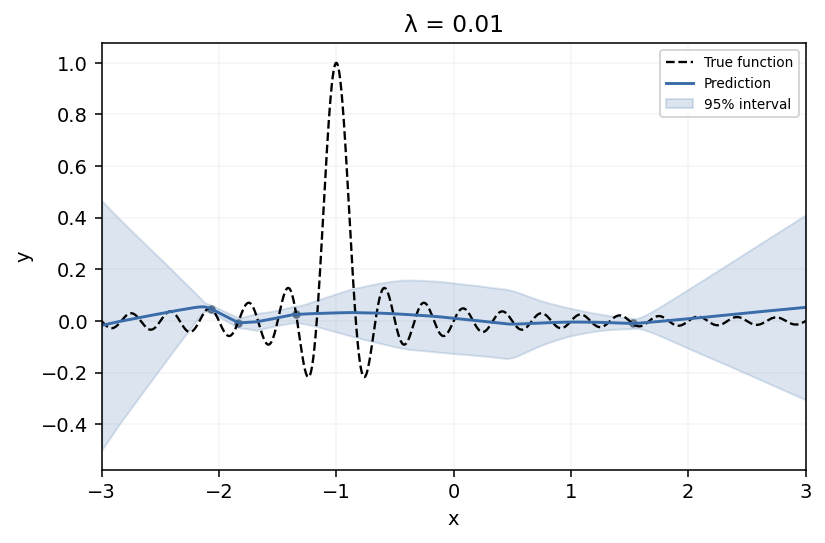 λ = 0.01
True function
Prediction
95% interval
1.0
0.8
0.6
0.4
0.2
0.0
−0.2
−0.4
y
−3
−2
−1
0
1
2
3
x